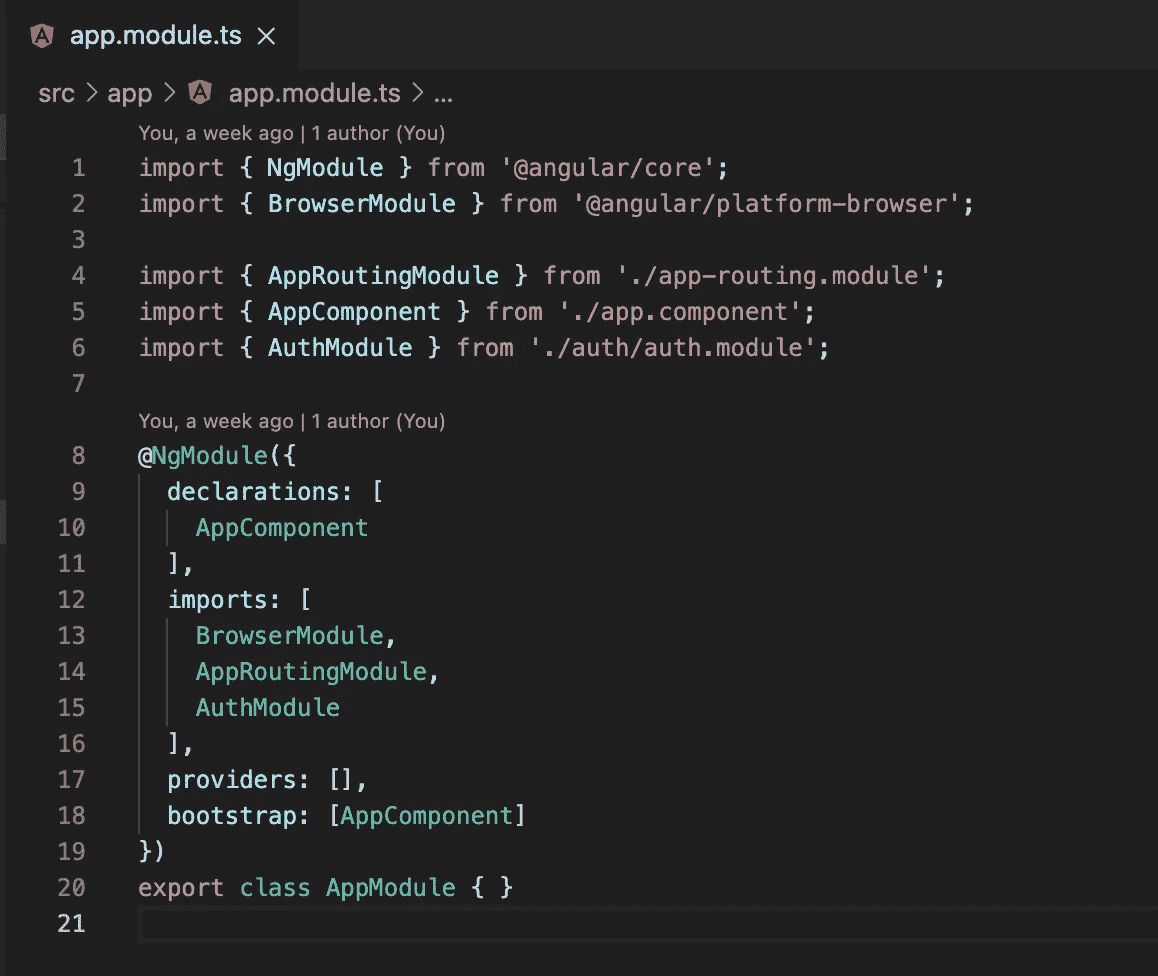 app.module.ts
src > app > app.module.ts > ...
You, a week ago | 1 author (You)
1 import { NgModule } from '@angular/core';
2 import { BrowserModule } from '@angular/platform-browser';
3
4 import { AppRoutingModule } from './app-routing.module';
5 import { AppComponent } from './app.component';
6 import { AuthModule } from './auth/auth.module';
7
You, a week ago | 1 author (You)
8 @NgModule({
9   declarations: [
10     AppComponent
11   ],
12   imports: [
13     BrowserModule,
14     AppRoutingModule,
15     AuthModule
16   ],
17   providers: [],
18   bootstrap: [AppComponent]
19 })
20 export class AppModule { }
21